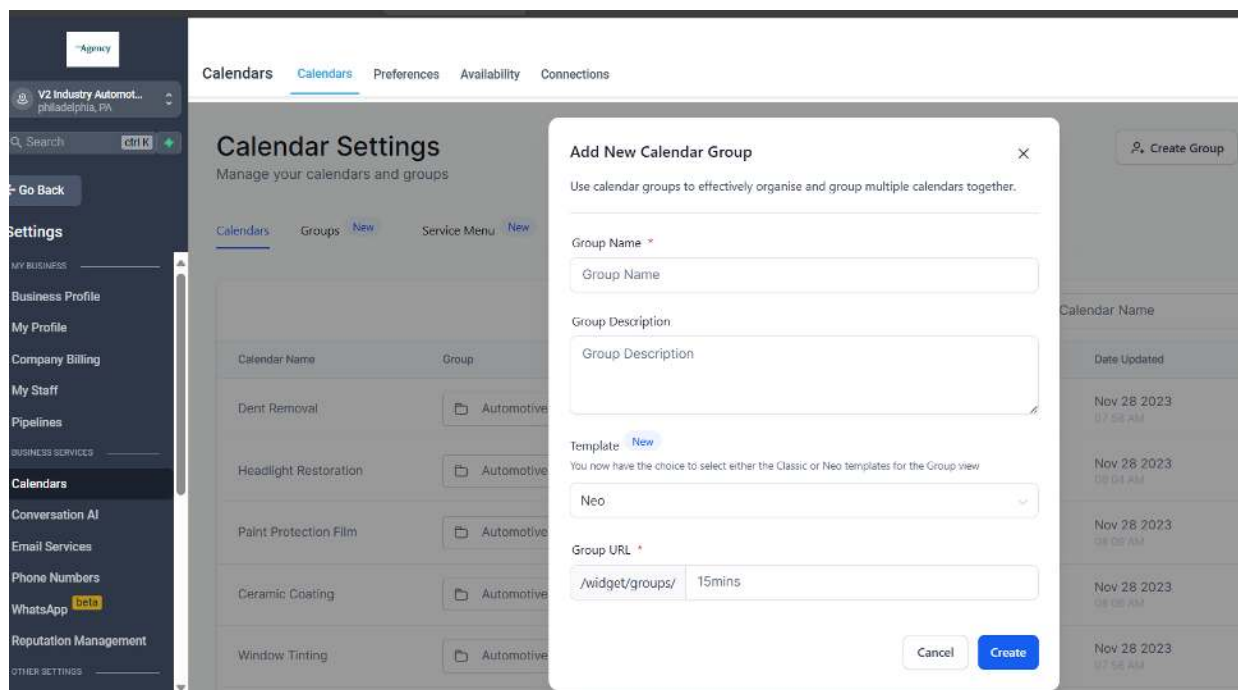 Agency
V2 Industry Automot...
philadelphia, PA
Search
ctrl K
Go Back
Settings
MY BUSINESS
Business Profile
My Profile
Company Billing
My Staff
Pipelines
BUSINESS SERVICES
Calendars
Conversation AI
Email Services
Phone Numbers
WhatsApp beta
Reputation Management
OTHER SETTINGS
Calendars Calendars Preferences Availability Connections
Calendar Settings
Manage your calendars and groups
Create Group
Calendars Groups New Service Menu New
Calendar Name
Calendar Name Group Date Updated
Dent Removal Automotive Nov 28 2023
07:58 AM
Headlight Restoration Automotive Nov 28 2023
Paint Protection Film Automotive Nov 28 2023
Ceramic Coating Automotive Nov 28 2023
Window Tinting Automotive Nov 28 2023
07:58 AM
Add New Calendar Group
Use calendar groups to effectively organise and group multiple calendars together.
Group Name *
Group Name
Group Description
Group Description
Template New
You now have the choice to select either the Classic or Neo templates for the Group view
Neo
Group URL *
/widget/groups/ 15mins
Cancel Create